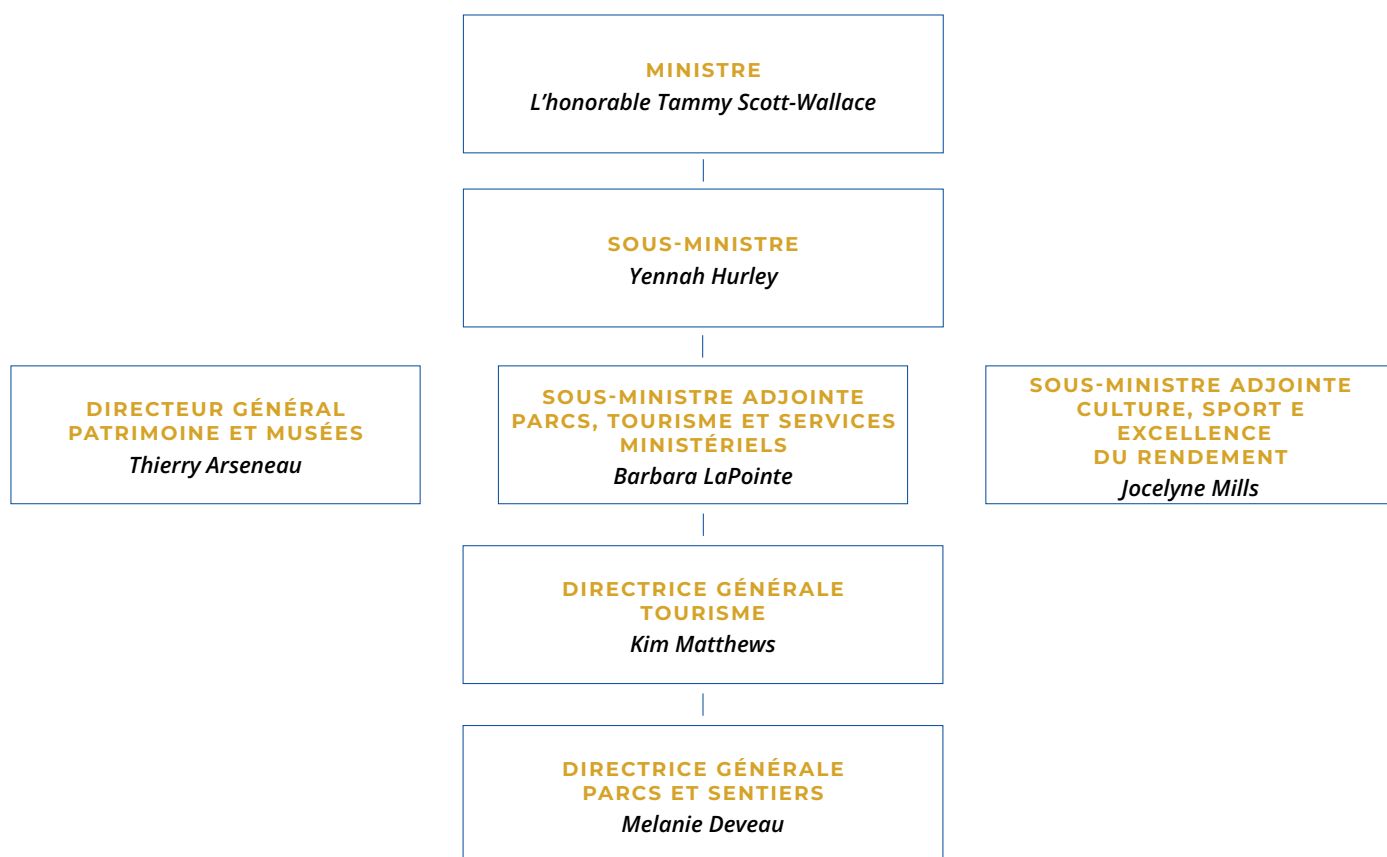 MINISTRE
L’honorable Tammy Scott-Wallace
SOUS-MINISTRE
Yennah Hurley
DIRECTEUR GÉNÉRAL
PATRIMOINE ET MUSÉES
Thierry Arseneau
SOUS-MINISTRE ADJOINTE
PARCS, TOURISME ET SERVICES
MINISTÉRIELS
Barbara LaPointe
SOUS-MINISTRE ADJOINTE
CULTURE, SPORT E
EXCELLENCE
DU RENDEMENT
Jocelyne Mills
DIRECTRICE GÉNÉRALE
TOURISME
Kim Matthews
DIRECTRICE GÉNÉRALE
PARCS ET SENTIERS
Melanie Deveau